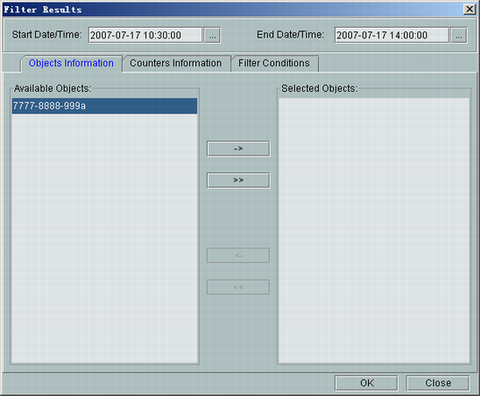 Filter Results
Start Date/Time: 2007-07-17 10:30:00 ... End Date/Time: 2007-07-17 14:00:00 ...
Objects Information Counters Information Filter Conditions
Available Objects: Selected Objects:
7777-8888-999a
->
>>
<-
<<
OK Close